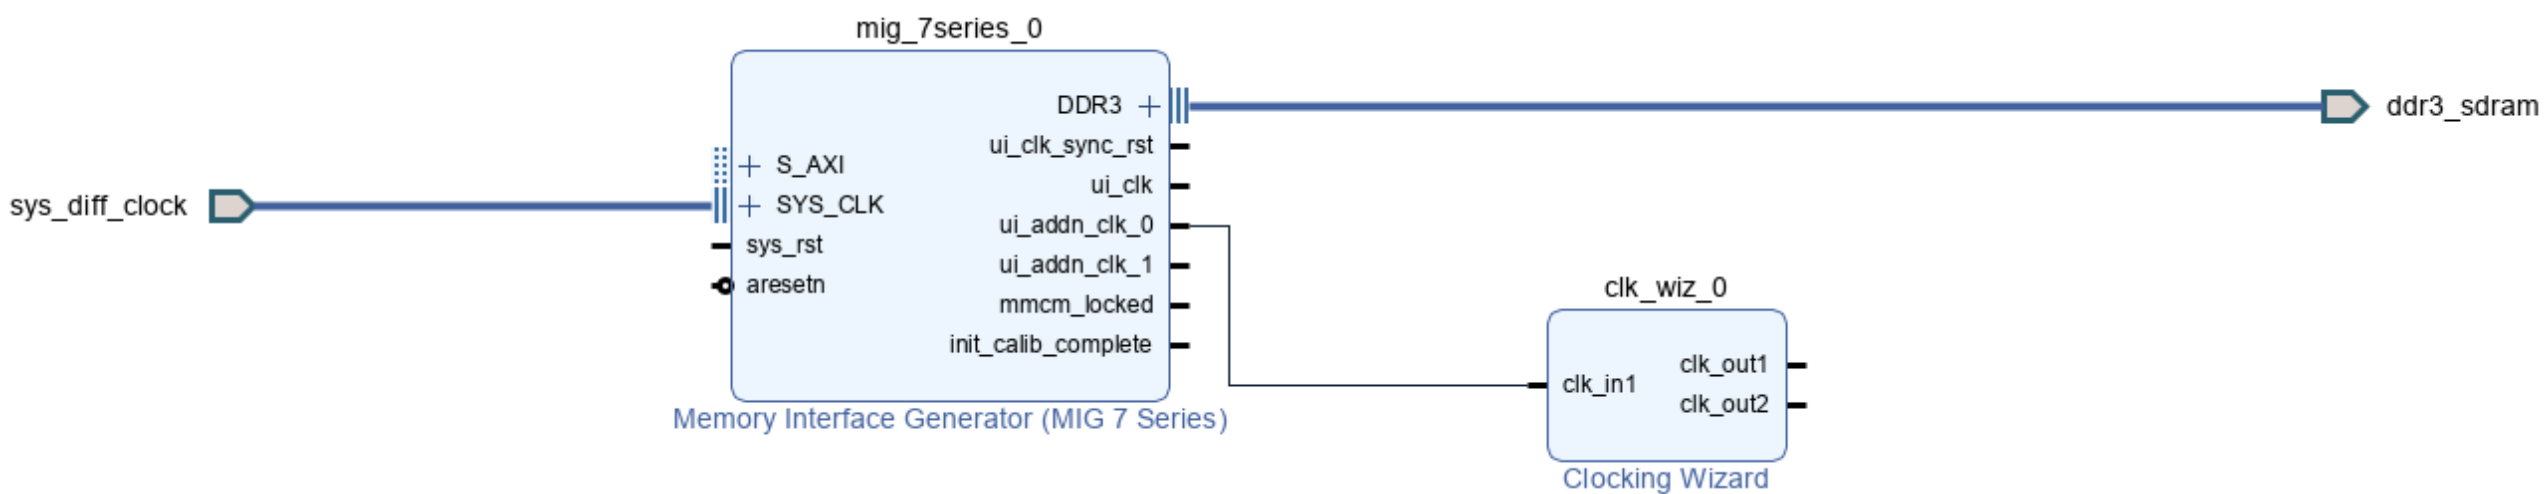 mig_7series_0
DDR3
ddr3_sdram
ui_clk_sync_rst
S_AXI
ui_clk
sys_diff_clock
SYS_CLK
ui_addn_clk_0
sys_rst
ui_addn_clk_1
aresetn
mmcm_locked
init_calib_complete
Memory Interface Generator (MIG 7 Series)
clk_wiz_0
clk_out1
clk_in1
clk_out2
Clocking Wizard